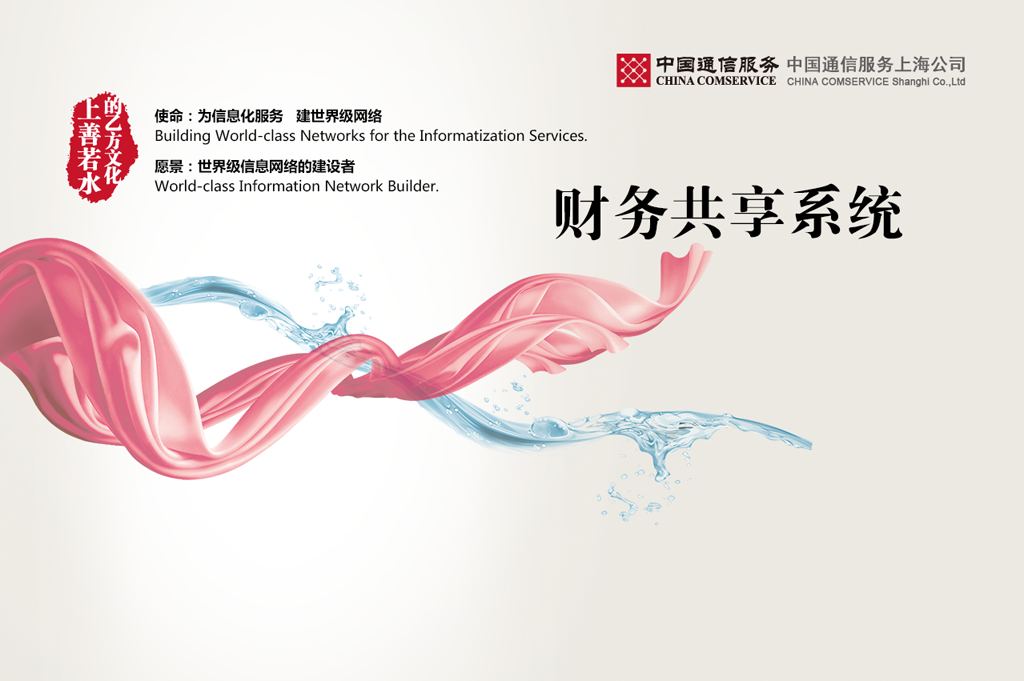 中国通信服务
CHINA COMSERVICE
中国通信服务上海公司
CHINA COMSERVICE Shanghi Co.,Ltd
上善若水
的乙方文化
使命：为信息化服务 建世界级网络
Building World-class Networks for the Informatization Services.
愿景：世界级信息网络的建设者
World-class Information Network Builder.
财务共享系统